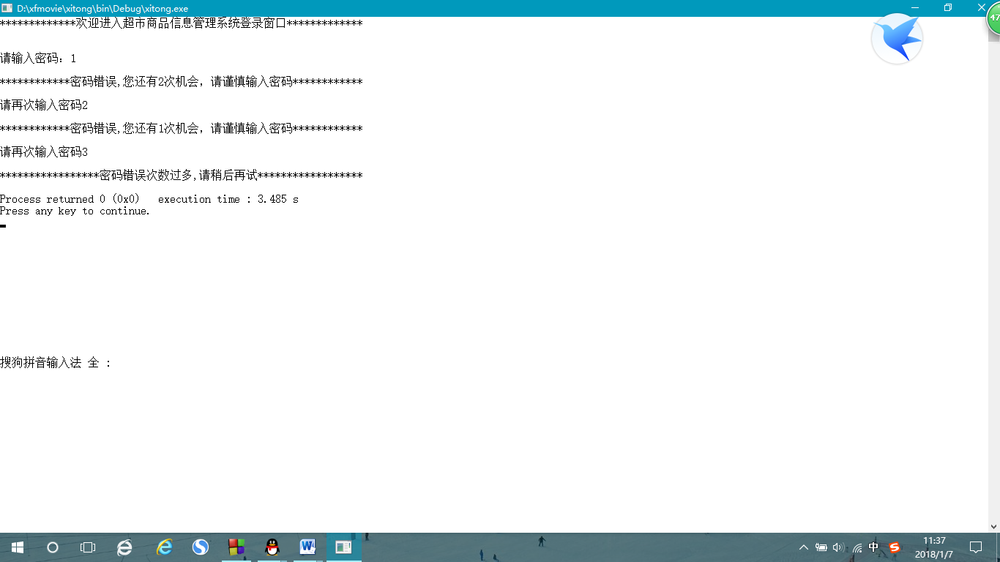 D:\xfmovie\xitong\bin\Debug\xitong.exe
*************欢迎进入超市商品信息管理系统登录窗口*************
请输入密码：1
************密码错误,您还有2次机会，请谨慎输入密码************
请再次输入密码2
************密码错误,您还有1次机会，请谨慎输入密码************
请再次输入密码3
*****************密码错误次数过多,请稍后再试******************
Process returned 0 (0x0)   execution time : 3.485 s
Press any key to continue.
搜狗拼音输入法 全 :
47
中
11:37
2018/1/7